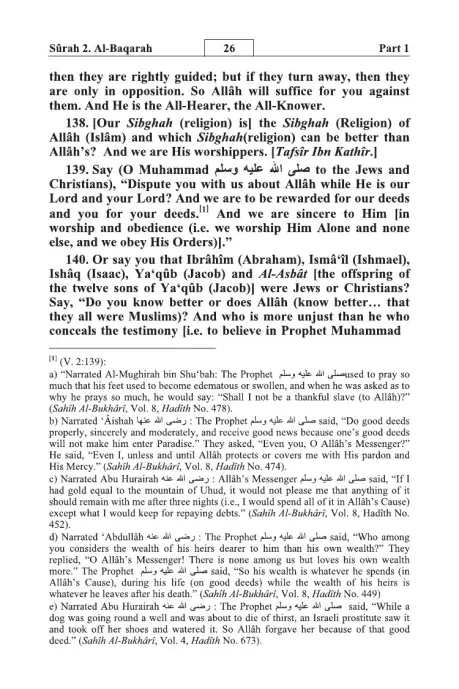 Sûrah 2. Al-Baqarah 26 Part 1
then they are rightly guided; but if they turn away, then they
are only in opposition. So Allâh will suffice for you against
them. And He is the All-Hearer, the All-Knower.
138. [Our Sibghah (religion) is] the Sibghah (Religion) of
Allâh (Islâm) and which Sibghah(religion) can be better than
Allâh’s? And we are His worshippers. [Tafsîr Ibn Kathîr.]
139. Say (O Muhammad صلى الله عليه وسلم to the Jews and
Christians), “Dispute you with us about Allâh while He is our
Lord and your Lord? And we are to be rewarded for our deeds
and you for your deeds.[1] And we are sincere to Him [in
worship and obedience (i.e. we worship Him Alone and none
else, and we obey His Orders)].”
140. Or say you that Ibrâhîm (Abraham), Ismâ‘îl (Ishmael),
Ishâq (Isaac), Ya‘qûb (Jacob) and Al-Asbât [the offspring of
the twelve sons of Ya‘qûb (Jacob)] were Jews or Christians?
Say, “Do you know better or does Allâh (know better… that
they all were Muslims)? And who is more unjust than he who
conceals the testimony [i.e. to believe in Prophet Muhammad
[1] (V. 2:139):
a) “Narrated Al-Mughirah bin Shu‘bah: The Prophet صلى الله عليه وسلم used to pray so
much that his feet used to become edematous or swollen, and when he was asked as to
why he prays so much, he would say: “Shall I not be a thankful slave (to Allâh)?”
(Sahîh Al-Bukhârî, Vol. 8, Hadîth No. 478).
b) Narrated ‘Âishah رضى الله عنها : The Prophet صلى الله عليه وسلم said, “Do good deeds
properly, sincerely and moderately, and receive good news because one’s good deeds
will not make him enter Paradise.” They asked, “Even you, O Allâh’s Messenger?”
He said, “Even I, unless and until Allâh protects or covers me with His pardon and
His Mercy.” (Sahîh Al-Bukhârî, Vol. 8, Hadîth No. 474).
c) Narrated Abu Hurairah رضى الله عنه : Allâh’s Messenger صلى الله عليه وسلم said, “If I
had gold equal to the mountain of Uhud, it would not please me that anything of it
should remain with me after three nights (i.e., I would spend all of it in Allâh’s Cause)
except what I would keep for repaying debts.” (Sahîh Al-Bukhârî, Vol. 8, Hadîth No.
452).
d) Narrated ‘Abdullâh رضى الله عنه : The Prophet صلى الله عليه وسلم said, “Who among
you considers the wealth of his heirs dearer to him than his own wealth?” They
replied, “O Allâh’s Messenger! There is none among us but loves his own wealth
more.” The Prophet صلى الله عليه وسلم said, “So his wealth is whatever he spends (in
Allâh’s Cause), during his life (on good deeds) while the wealth of his heirs is
whatever he leaves after his death.” (Sahîh Al-Bukhârî, Vol. 8, Hadîth No. 449)
e) Narrated Abu Hurairah رضى الله عنه : The Prophet صلى الله عليه وسلم said, “While a
dog was going round a well and was about to die of thirst, an Israeli prostitute saw it
and took off her shoes and watered it. So Allâh forgave her because of that good
deed.” (Sahîh Al-Bukhârî, Vol. 4, Hadîth No. 673).